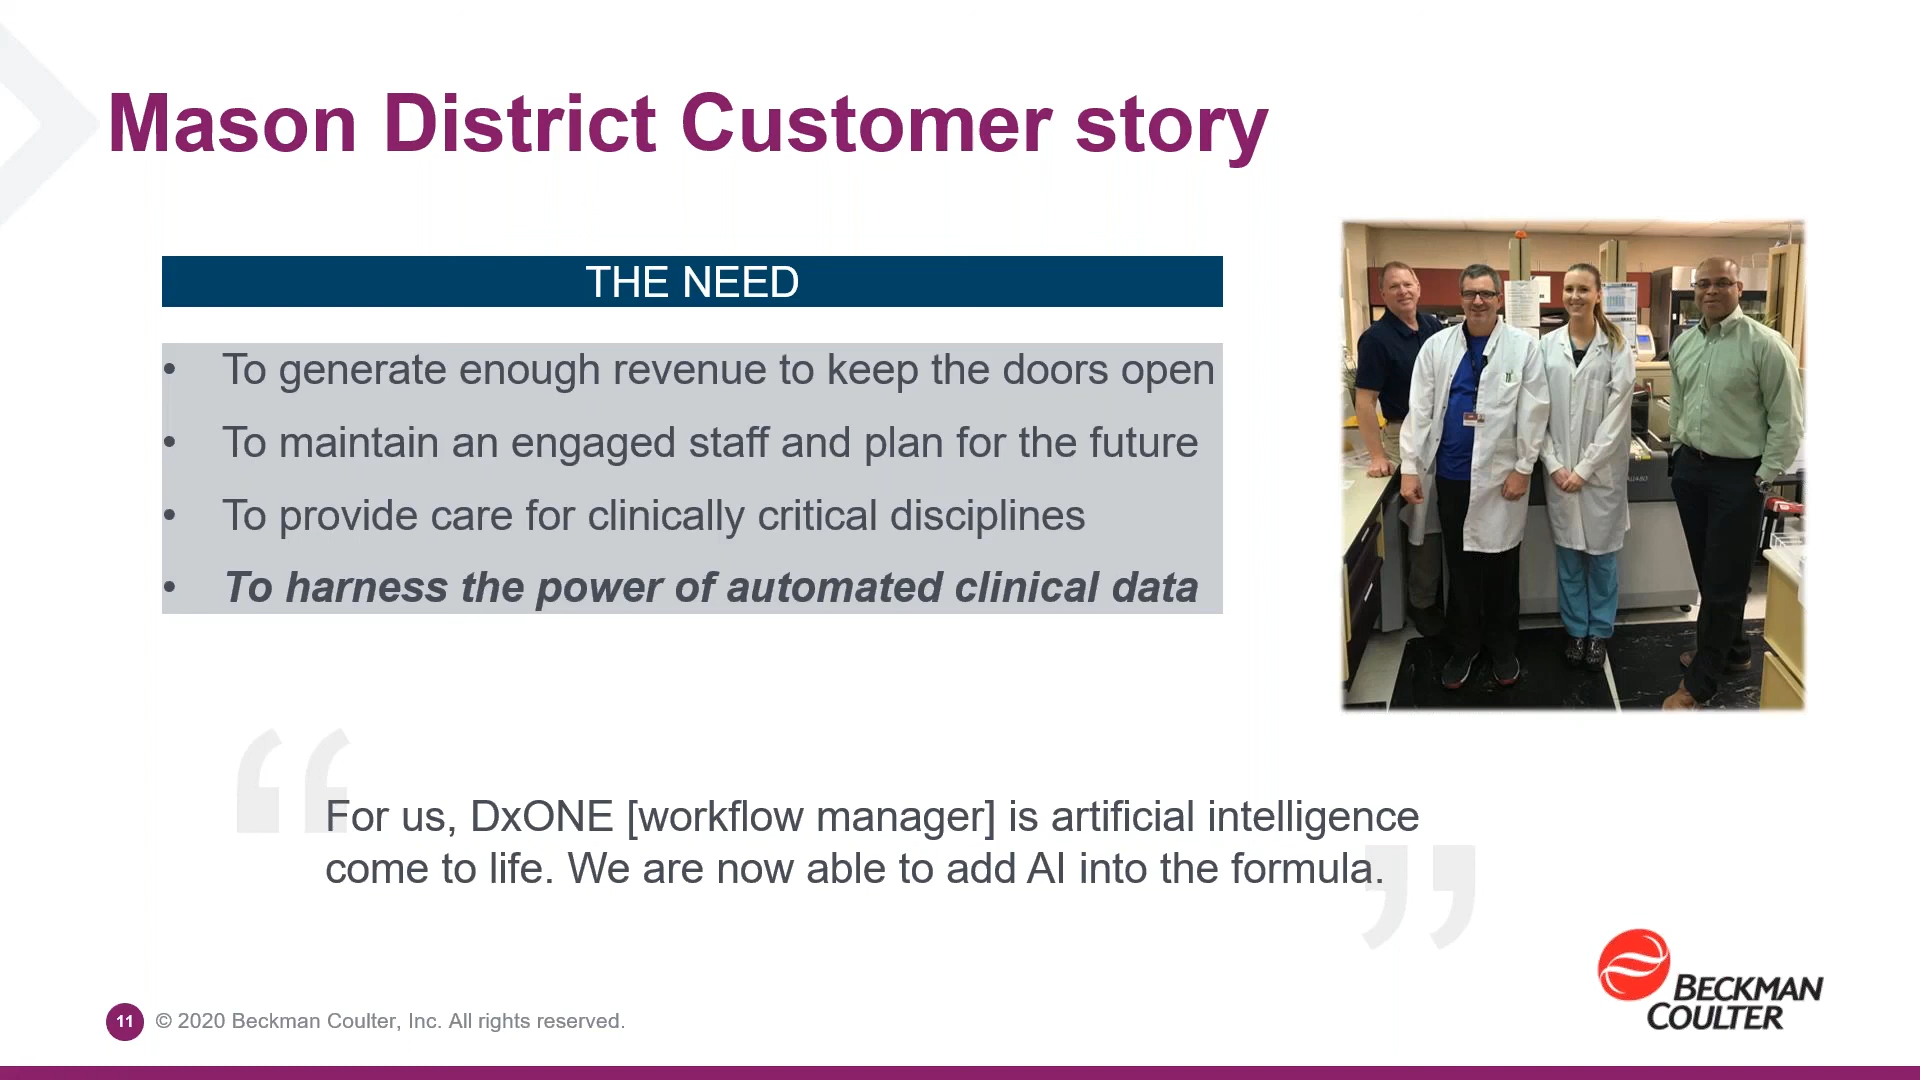 Mason District Customer story
THE NEED
• To generate enough revenue to keep the doors open
• To maintain an engaged staff and plan for the future
• To provide care for clinically critical disciplines
• To harness the power of automated clinical data
AU480
“
For us, DxONE [workflow manager] is artificial intelligence
come to life. We are now able to add AI into the formula.
”
BECKMAN
COULTER
11 © 2020 Beckman Coulter, Inc. All rights reserved.